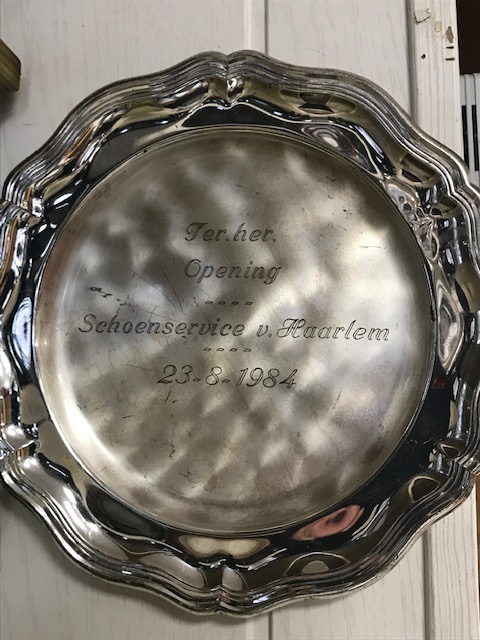 Ter.her.
Opening
Schoenservice v. Haarlem
23-8-1984